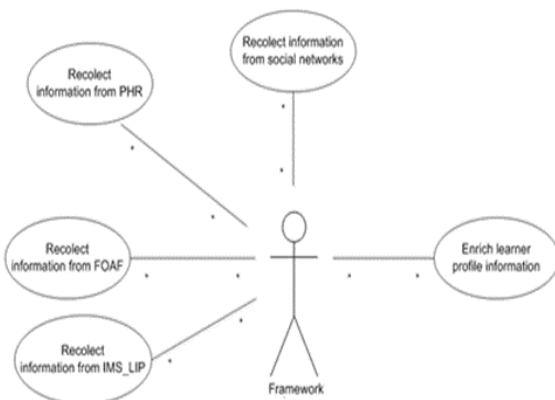 Recolect information
from social networks
Recolect
information from PHR
Recolect
information from FOAF
Enrich learner
profile information
Recolect
information from IMS_LIP
Framework